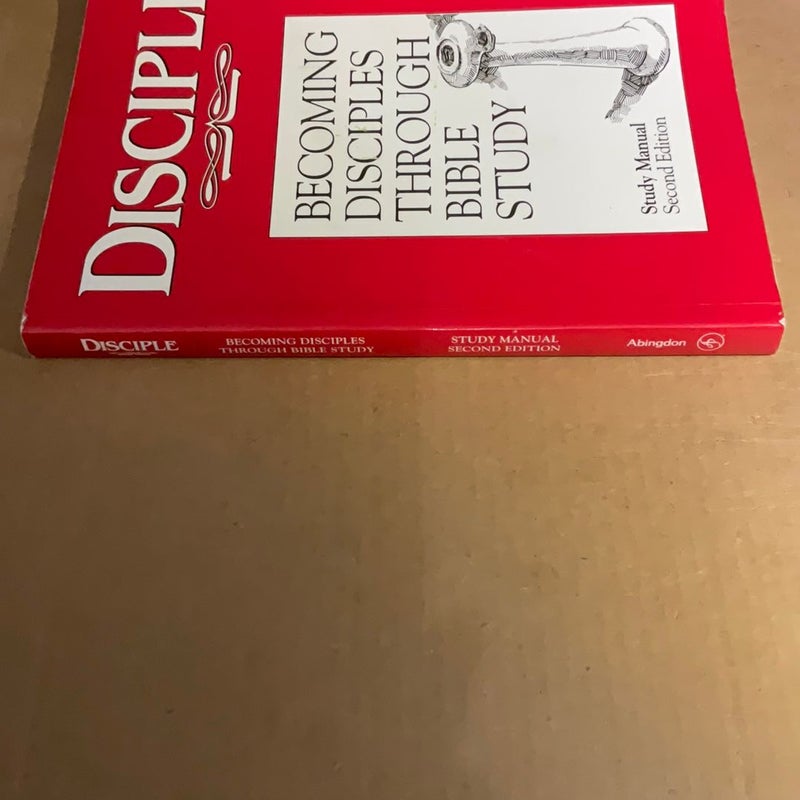 DISCIPLE
BECOMING
DISCIPLES
THROUGH
BIBLE
STUDY
Study Manual
Second Edition
DISCIPLE
BECOMING DISCIPLES
THROUGH BIBLE STUDY
STUDY MANUAL
SECOND EDITION
Abingdon